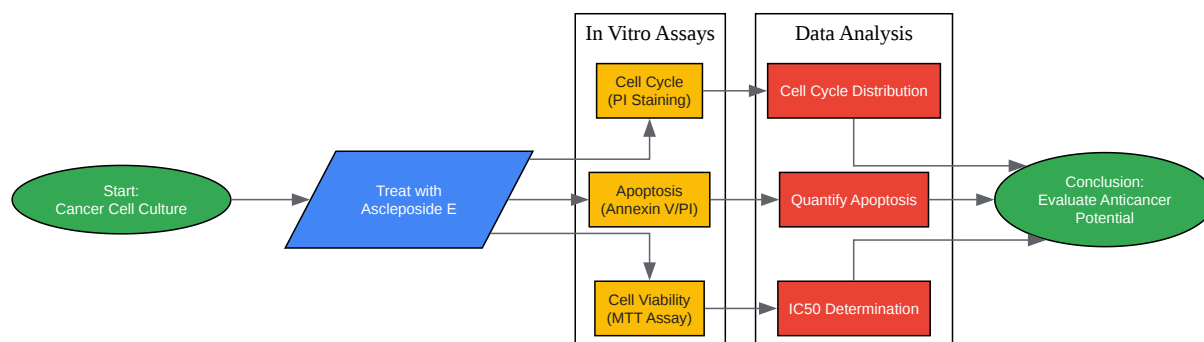 In Vitro Assays
Data Analysis
Cell Cycle
(PI Staining)
Cell Cycle Distribution
Start:
Cancer Cell Culture
Treat with
Ascleposide E
Apoptosis
(Annexin V/PI)
Quantify Apoptosis
Conclusion:
Evaluate Anticancer
Potential
Cell Viability
(MTT Assay)
IC50 Determination